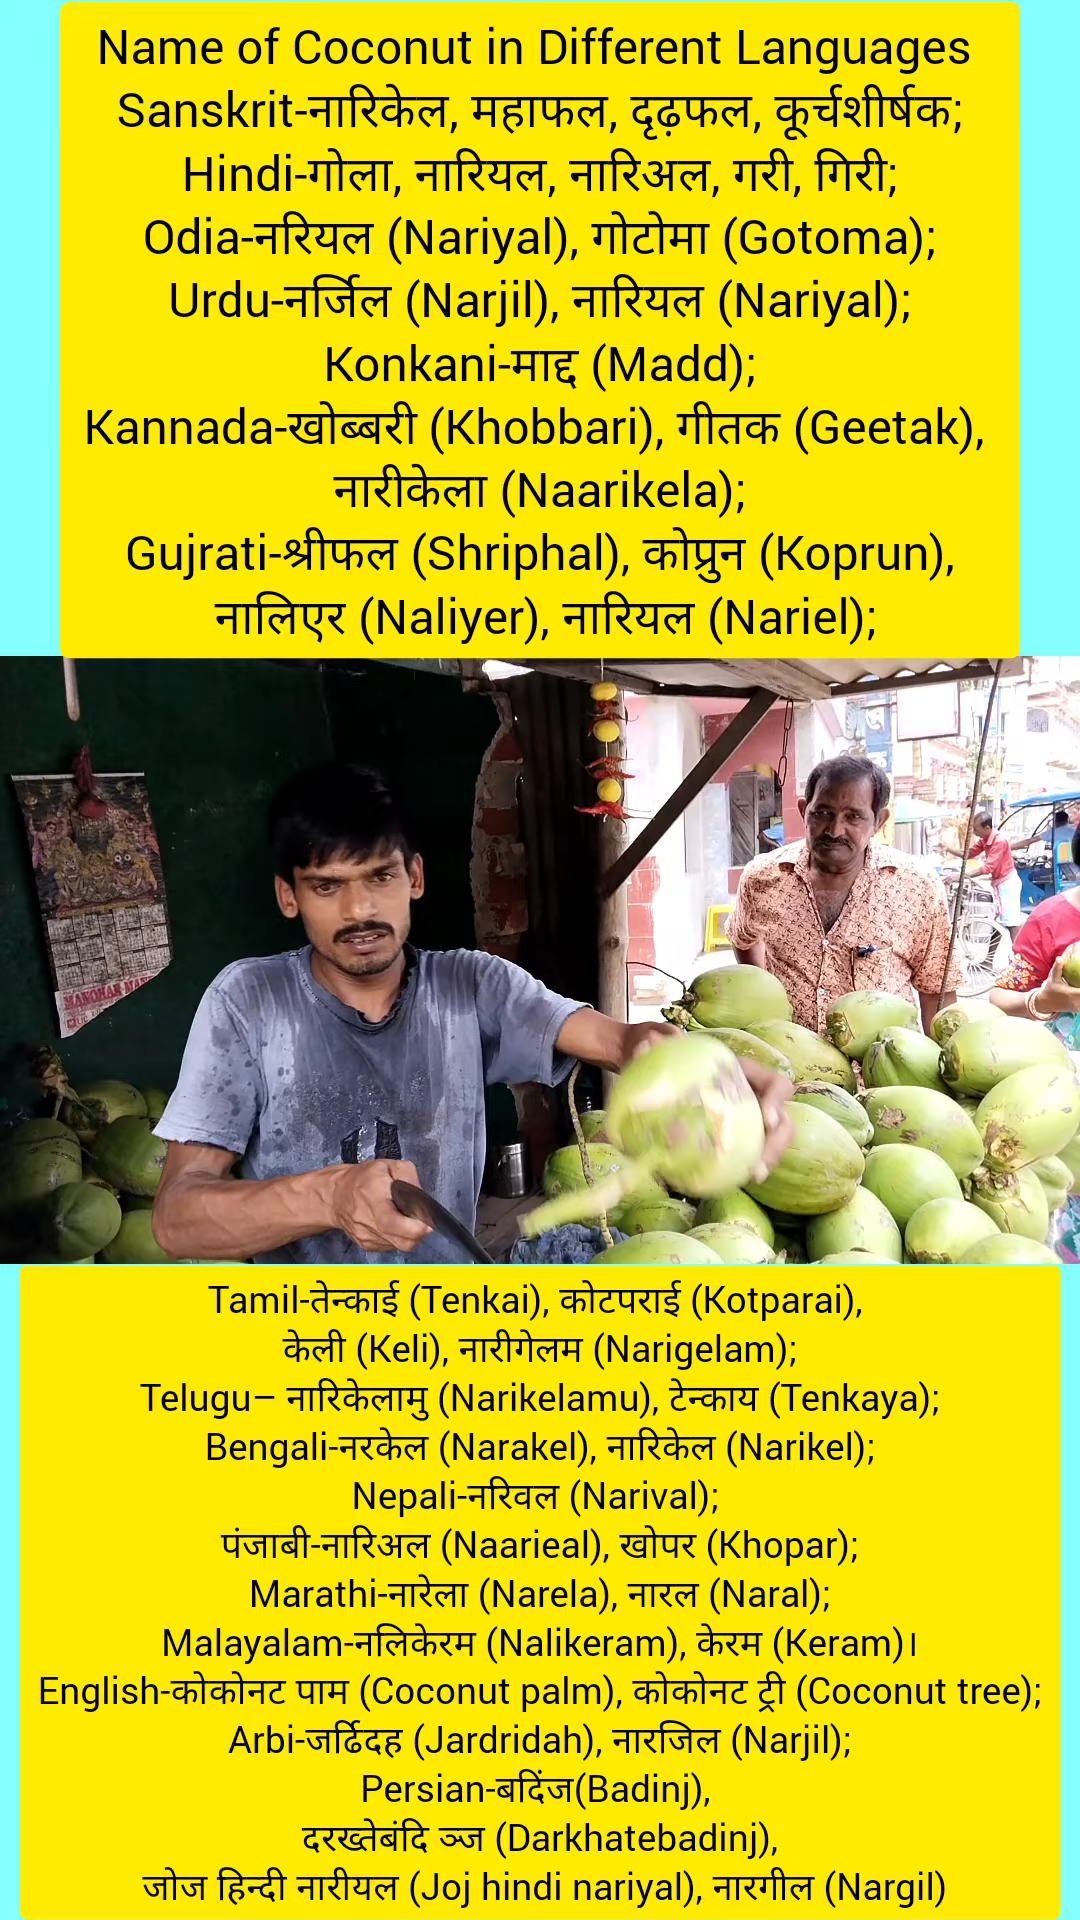 Name of Coconut in Different Languages
Sanskrit-नारिकेल, महाफल, दृढ़फल, कूर्चशीर्षक;
Hindi-गोला, नारियल, नारिअल, गरी, गिरी;
Odia-नरियल (Nariyal), गोटोमा (Gotoma);
Urdu-नर्जिल (Narjil), नारियल (Nariyal);
Konkani-माद्द (Madd);
Kannada-खोब्बरी (Khobbari), गीतक (Geetak),
नारीकेला (Naarikela);
Gujrati-श्रीफल (Shriphal), कोप्रुन (Koprun),
नालिएर (Naliyer), नारियल (Nariel);
MANOHAR
Tamil-तेन्काई (Tenkai), कोटपराई (Kotparai),
केली (Keli), नारीगेलम (Narigelam);
Telugu– नारिकेलामु (Narikelamu), टेन्काय (Tenkaya);
Bengali-नरकेल (Narakel), नारिकेल (Narikel);
Nepali-नरिवल (Narival);
पंजाबी-नारिअल (Naarieal), खोपर (Khopar);
Marathi-नारेला (Narela), नारल (Naral);
Malayalam-नलिकेरम (Nalikeram), केरम (Keram)।
English-कोकोनट पाम (Coconut palm), कोकोनट ट्री (Coconut tree);
Arbi-जर्ढिदह (Jardridah), नारजिल (Narjil);
Persian-बदिंज(Badinj),
दरख्तेबंदि ञ्ज (Darkhatebadinj),
जोज हिन्दी नारीयल (Joj hindi nariyal), नारगील (Nargil)